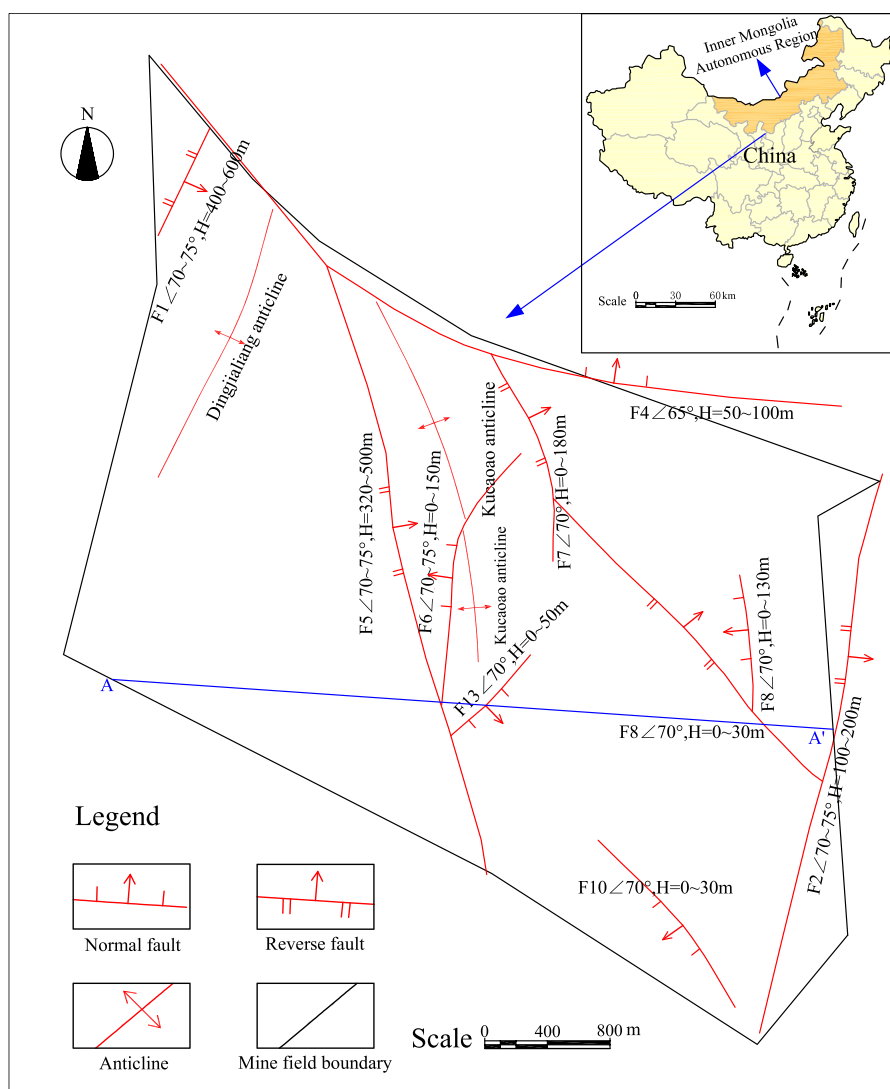 Inner Mongolia
Autonomous Region
China
Scale
0
30
60 km
N
F1∠70~75°,H=400~600m
Dingjialiang anticline
F4∠65°,H=50~100m
Kucaoao anticline
F7∠70°,H=0~180m
F5∠70~75°,H=320~500m
F6∠70~75°,H=0~150m
Kucaoao anticline
F13∠70°,H=0~50m
F8∠70°,H=0~130m
A
F8∠70°,H=0~30m
A'
F2∠70~75°,H=100~200m
F10∠70°,H=0~30m
Legend
Normal fault
Reverse fault
Anticline
Mine field boundary
Scale
0
400
800 m